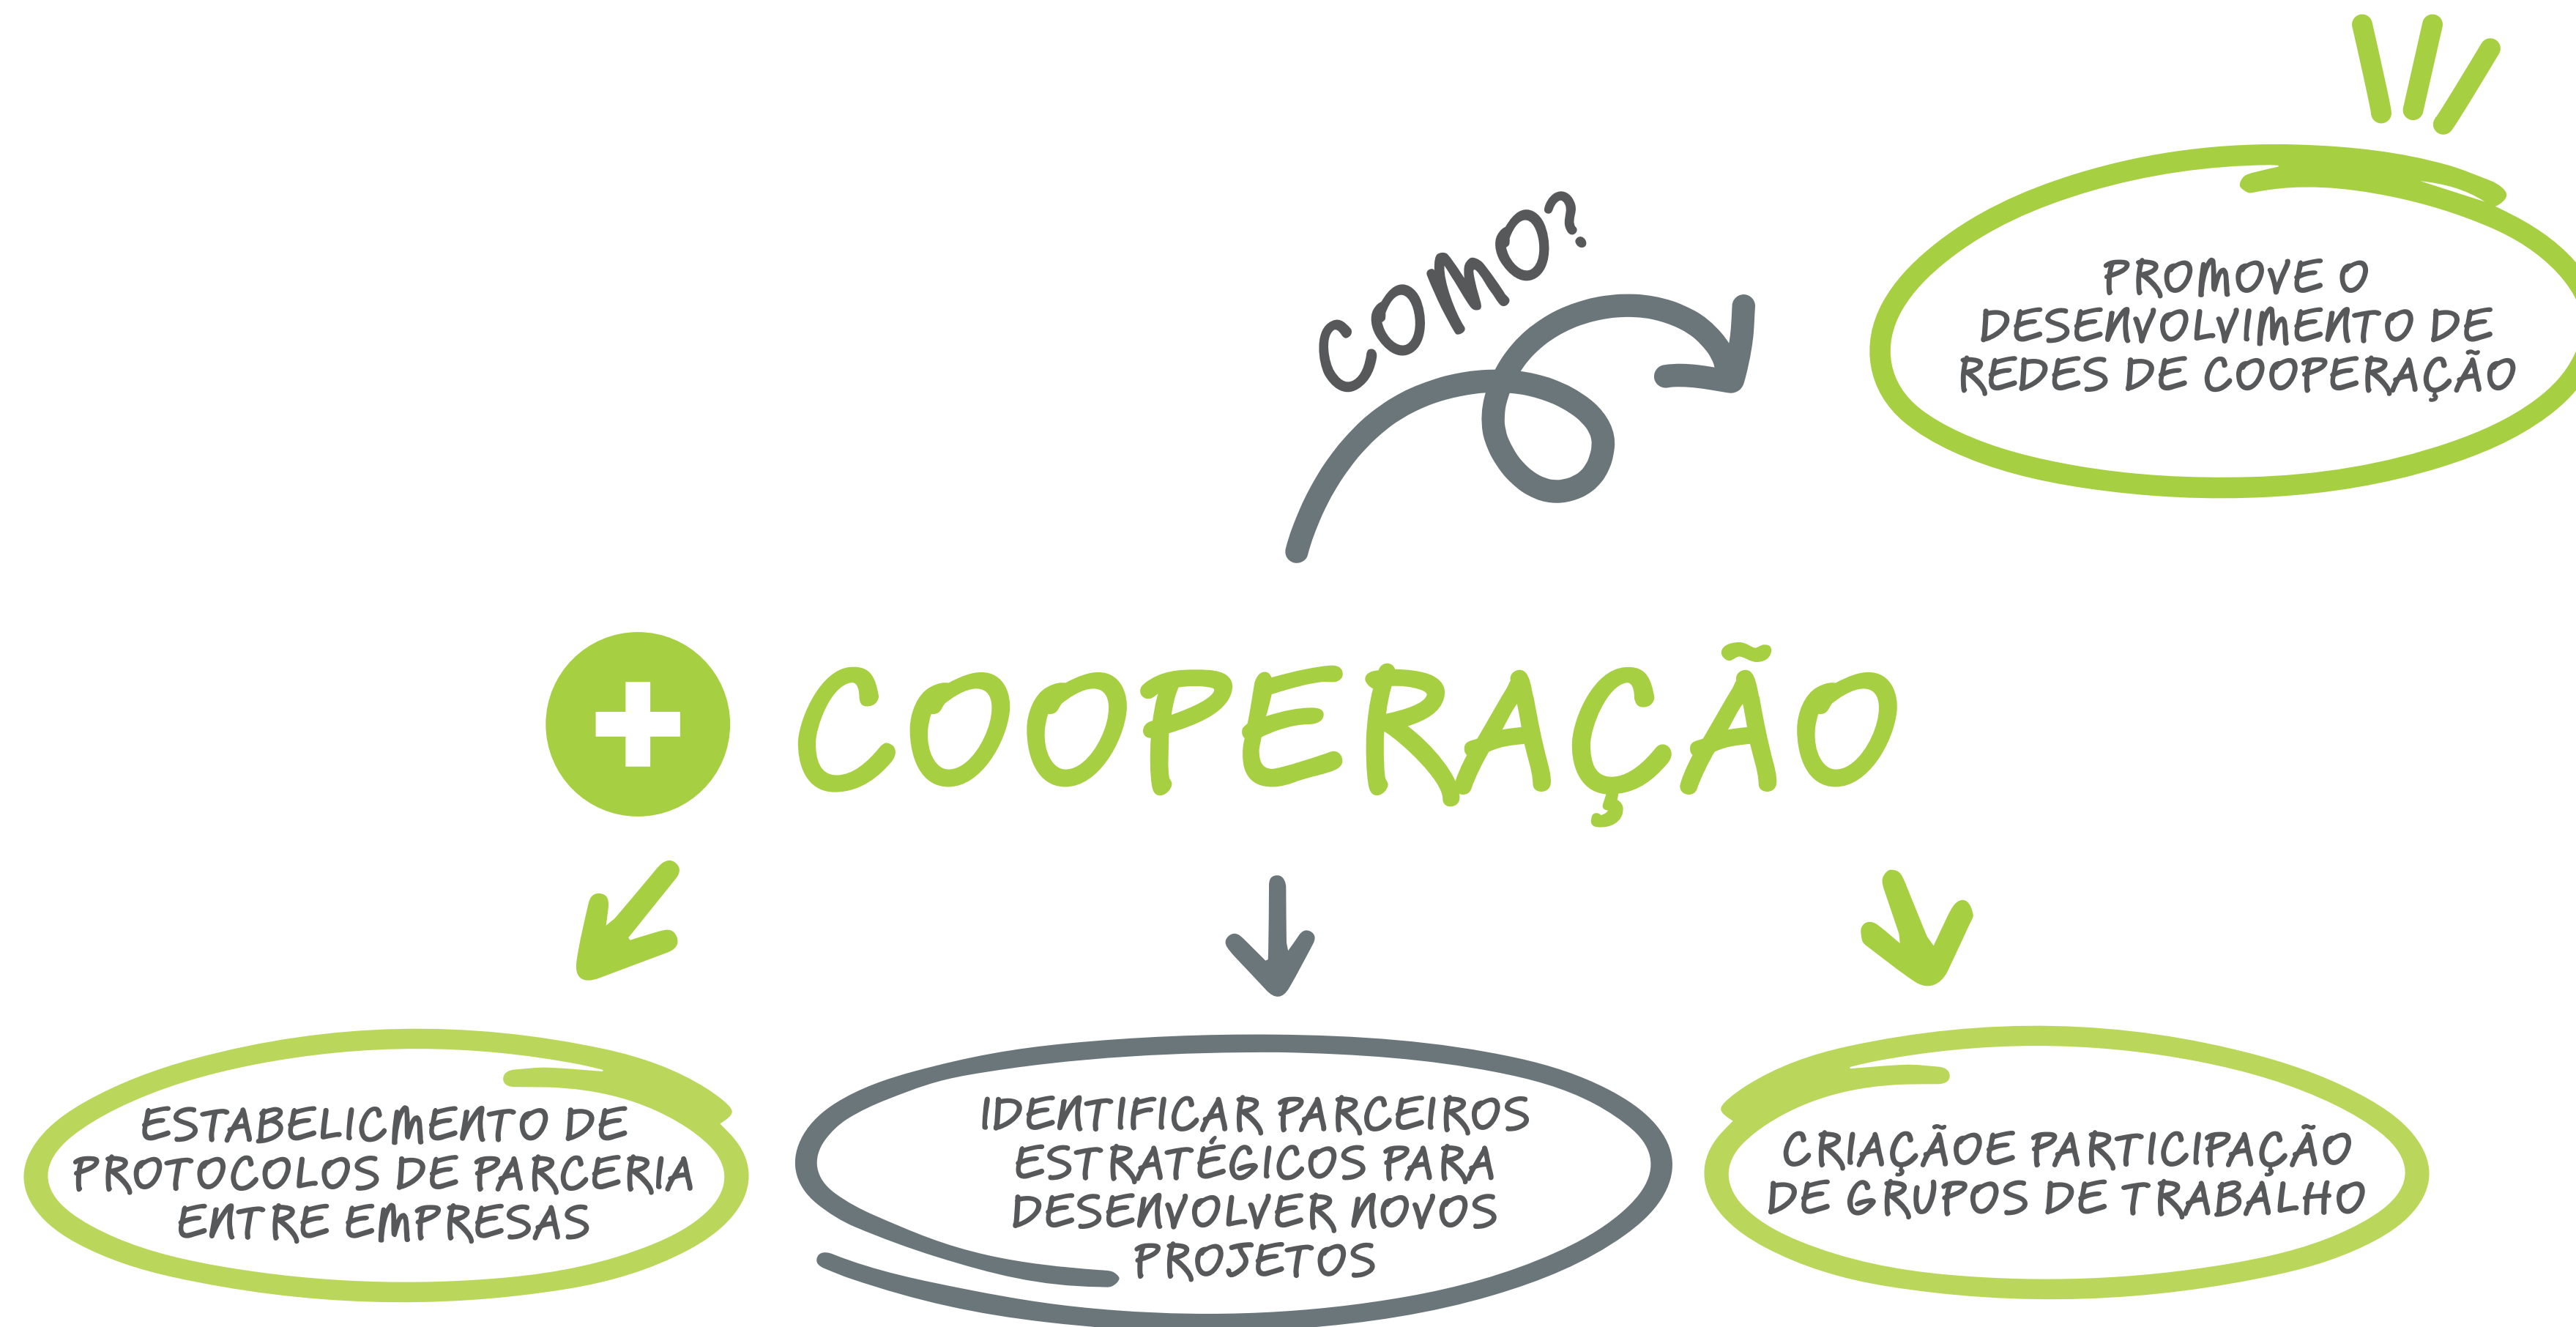 COMO?
PROMOVE O
DESENVOLVIMENTO DE
REDES DE COOPERAÇÃO
+ COOPERAÇÃO
ESTABELICMENTO DE
PROTOCOLOS DE PARCERIA
ENTRE EMPRESAS
IDENTIFICAR PARCEIROS
ESTRATÉGICOS PARA
DESENVOLVER NOVOS
PROJETOS
CRIAÇÃOE PARTICIPAÇÃO
DE GRUPOS DE TRABALHO